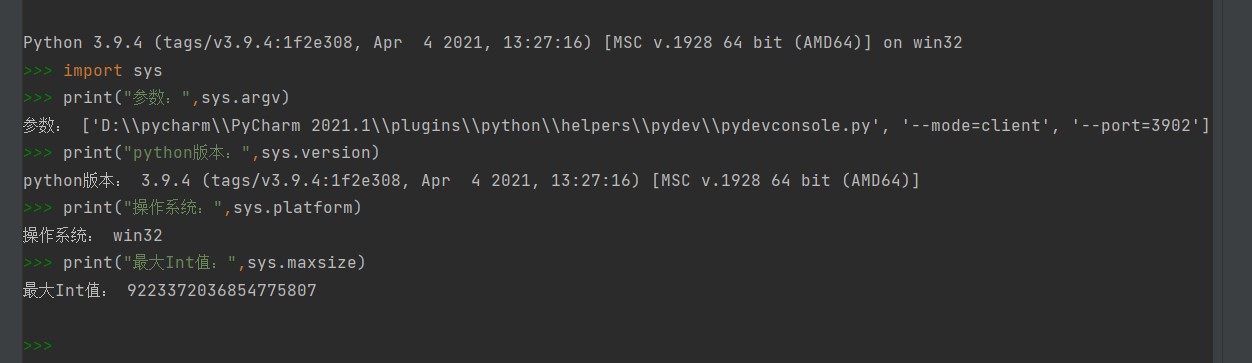 Python 3.9.4 (tags/v3.9.4:1f2e308, Apr  4 2021, 13:27:16) [MSC v.1928 64 bit (AMD64)] on win32
>>> import sys
>>> print("参数：",sys.argv)
参数： ['D:\\pycharm\\PyCharm 2021.1\\plugins\\python\\helpers\\pydev\\pydevconsole.py', '--mode=client', '--port=3902']
>>> print("python版本：",sys.version)
python版本： 3.9.4 (tags/v3.9.4:1f2e308, Apr  4 2021, 13:27:16) [MSC v.1928 64 bit (AMD64)]
>>> print("操作系统：",sys.platform)
操作系统： win32
>>> print("最大Int值：",sys.maxsize)
最大Int值： 9223372036854775807
>>>